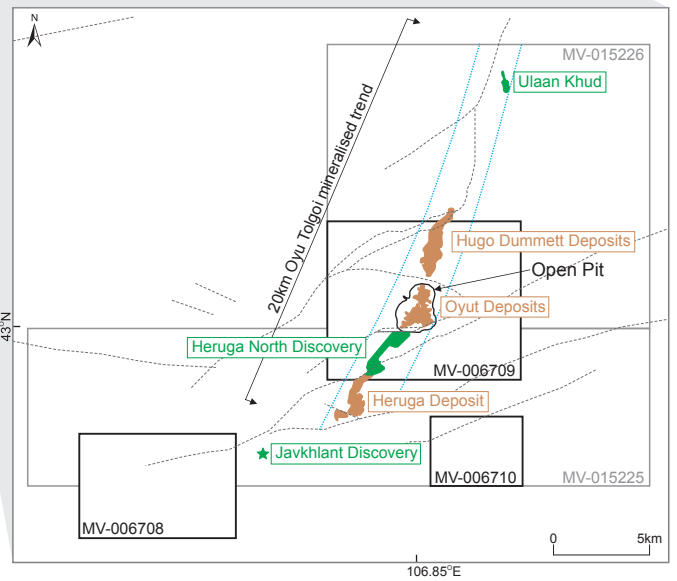 N
MV-015226
Ulaan Khud
20km Oyu Tolgoi mineralised trend
Hugo Dummett Deposits
Open Pit
Oyut Deposits
43°N
Heruga North Discovery
MV-006709
Heruga Deposit
Javkhlant Discovery
MV-006710
MV-015225
MV-006708
0 5km
106.85°E